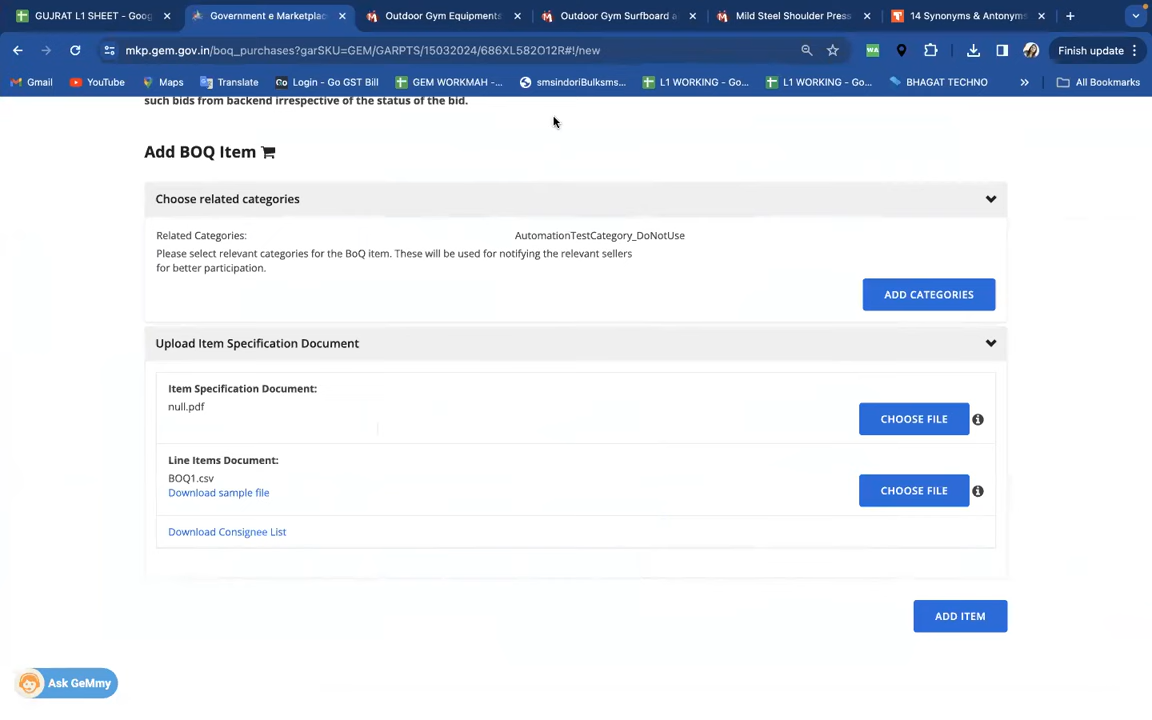 GUJRAT L1 SHEET - Goog
Government e Marketplac
Outdoor Gym Equipments
Outdoor Gym Surfboard a
Mild Steel Shoulder Press
14 Synonyms & Antonyms
mkp.gem.gov.in/boq_purchases?garSKU=GEM/GARPTS/15032024/686XL582O12R#!/new
WA
Finish update
Gmail
YouTube
Maps
Translate
Co Login - Go GST Bill
GEM WORKMAH -...
smsindoriBulksms...
L1 WORKING - Go...
L1 WORKING - Go...
BHAGAT TECHNO
»
All Bookmarks
such bids from backend irrespective of the status of the bid.
Add BOQ Item
Choose related categories
Related Categories:
AutomationTestCategory_DoNotUse
Please select relevant categories for the BoQ item. These will be used for notifying the relevant sellers
for better participation.
ADD CATEGORIES
Upload Item Specification Document
Item Specification Document:
null.pdf
CHOOSE FILE
Line Items Document:
BOQ1.csv
Download sample file
CHOOSE FILE
Download Consignee List
ADD ITEM
Ask GeMmy